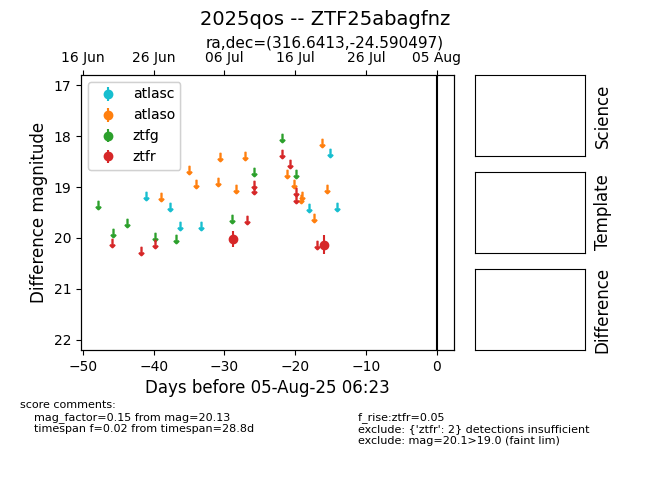 2025qos -- ZTF25abagfnz
ra,dec=(316.6413,-24.590497)
16 Jun 26 Jun 06 Jul 16 Jul 26 Jul 05 Aug
17
18
19
20
21
22
Difference magnitude
atlasc
atlaso
ztfg
ztfr
−50 −40 −30 −20 −10 0
Days before 05-Aug-25 06:23
Science
Template
Difference
score comments:
mag_factor=0.15 from mag=20.13
timespan f=0.02 from timespan=28.8d
f_rise:ztfr=0.05
exclude: {'ztfr': 2} detections insufficient
exclude: mag=20.1>19.0 (faint lim)